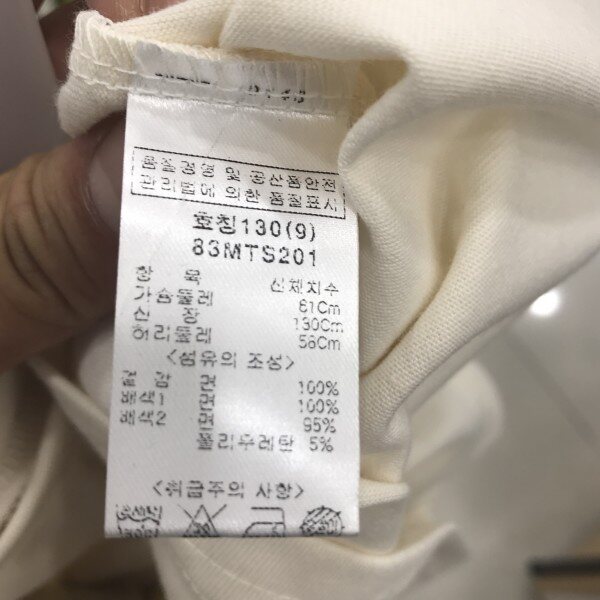 품질경영 및 공산품안전
관리법에 의한 품질표시
호칭130(9)
83MTS201
항 목 신체치수
가슴둘레 61Cm
신 장 130Cm
허리둘레 58Cm
<섬유의 조성>
겉감 면 100%
배색1 면 100%
배색2 면 95%
폴리우레탄 5%
<취급주의 사항>